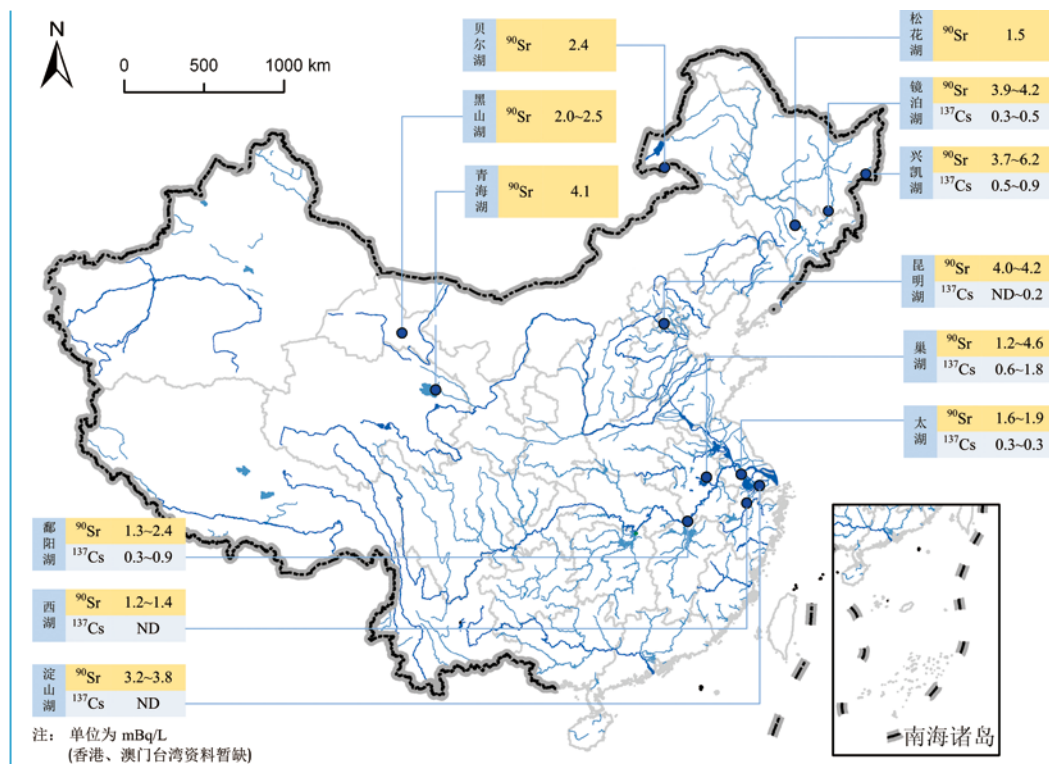 N
0 500 1000 km
贝尔湖 ⁹⁰Sr 2.4
黑山湖 ⁹⁰Sr 2.0~2.5
青海湖 ⁹⁰Sr 4.1
松花湖 ⁹⁰Sr 1.5
镜泊湖 ⁹⁰Sr 3.9~4.2
¹³⁷Cs 0.3~0.5
兴凯湖 ⁹⁰Sr 3.7~6.2
¹³⁷Cs 0.5~0.9
昆明湖 ⁹⁰Sr 4.0~4.2
¹³⁷Cs ND~0.2
巢湖 ⁹⁰Sr 1.2~4.6
¹³⁷Cs 0.6~1.8
太湖 ⁹⁰Sr 1.6~1.9
¹³⁷Cs 0.3~0.3
鄱阳湖 ⁹⁰Sr 1.3~2.4
¹³⁷Cs 0.3~0.9
西湖 ⁹⁰Sr 1.2~1.4
¹³⁷Cs ND
淀山湖 ⁹⁰Sr 3.2~3.8
¹³⁷Cs ND
注: 单位为 mBq/L
(香港、澳门台湾资料暂缺)
南海诸岛